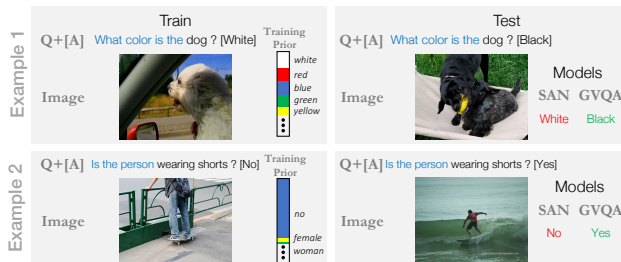 Train
Test
Example 1
Q+[A] What color is the dog ? [White]
Training
Prior
white
red
blue
green
yellow
Image
Q+[A] What color is the dog ? [Black]
Image
Models
SAN GVQA
White Black
Example 2
Q+[A] Is the person wearing shorts ? [No]
Training
Prior
no
female
woman
Image
Q+[A] Is the person wearing shorts ? [Yes]
Image
Models
SAN GVQA
No Yes